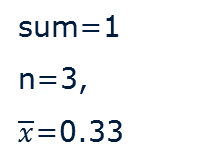 sum=1
n=3,
x̅=0.33